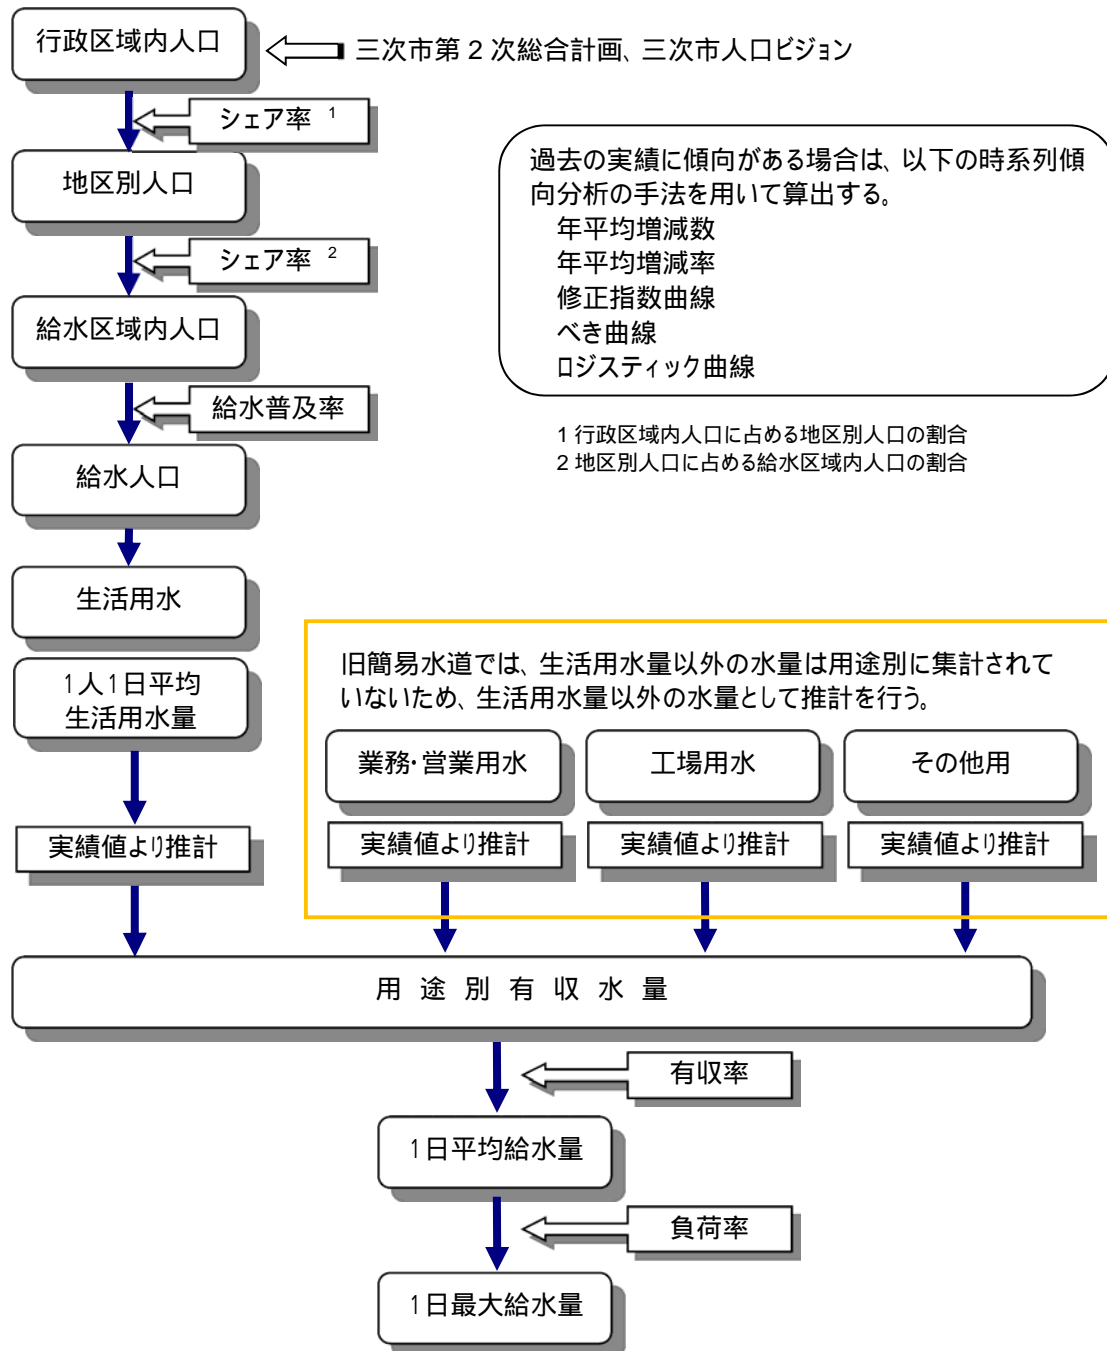 行政区域内人口
三次市第２次総合計画、三次市人口ビジョン
シェア率 1
地区別人口
シェア率 2
給水区域内人口
給水普及率
給水人口
生活用水
1人1日平均
生活用水量
実績値より推計
過去の実績に傾向がある場合は、以下の時系列傾
向分析の手法を用いて算出する。
年平均増減数
年平均増減率
修正指数曲線
べき曲線
ロジスティック曲線
1 行政区域内人口に占める地区別人口の割合
2 地区別人口に占める給水区域内人口の割合
旧簡易水道では、生活用水量以外の水量は用途別に集計されて
いないため、生活用水量以外の水量として推計を行う。
業務・営業用水
工場用水
その他用
実績値より推計
実績値より推計
実績値より推計
用途別有収水量
有収率
1日平均給水量
負荷率
1日最大給水量